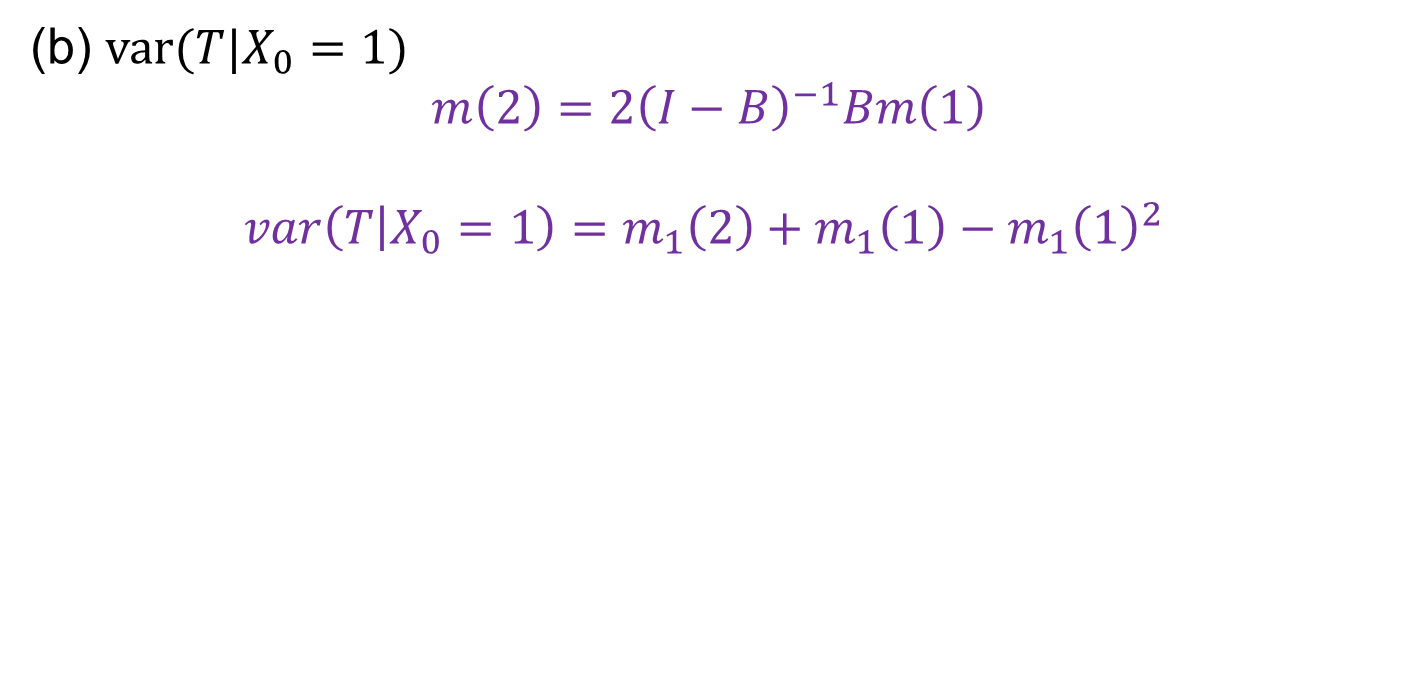 (b) var(𝑇|𝑋₀ = 1)
𝑚(2) = 2(𝐼 − 𝐵)⁻¹𝐵𝑚(1)
𝑣𝑎𝑟(𝑇|𝑋₀ = 1) = 𝑚₁(2) + 𝑚₁(1) − 𝑚₁(1)²